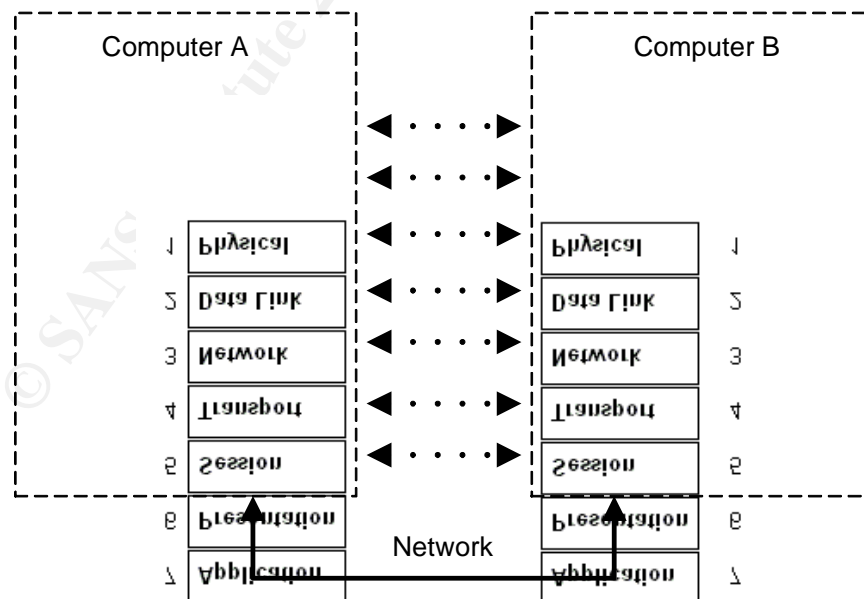 Computer A
Computer B
1 Physical
Physical 1
2 Data Link
Data Link 2
3 Network
Network 3
4 Transport
Transport 4
5 Session
Session 5
6 Presentation
Presentation 6
Network
7 Application
Application 7
© SANS